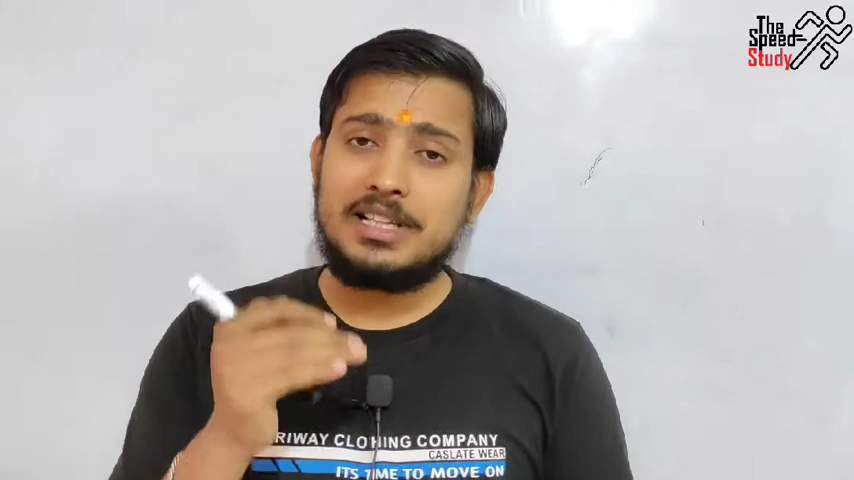 The
Speed
Study
RIWAY CLOTHING COMPANY
CASLATE WEAR
ITS TIME TO MOVE ON